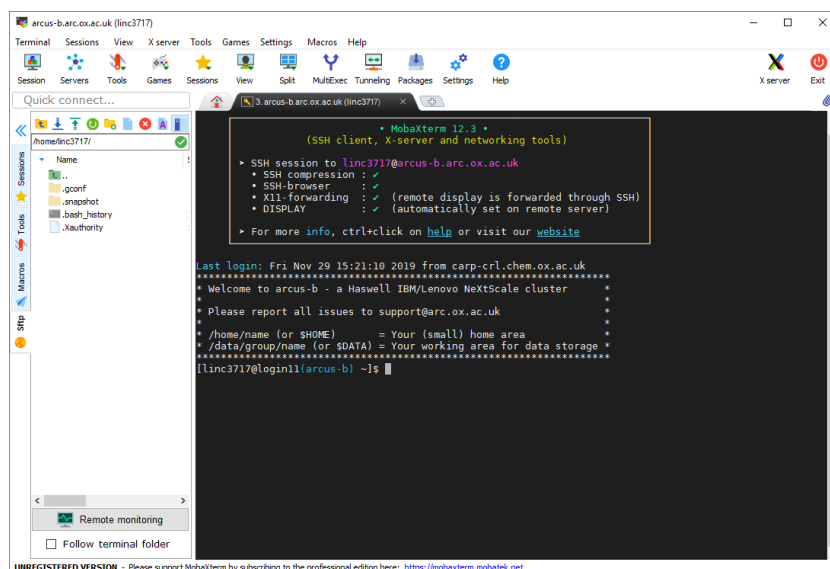 arcus-b.arc.ox.ac.uk (linc3717)
Terminal Sessions View X server Tools Games Settings Macros Help
Session Servers Tools Games Sessions View Split MultiExec Tunneling Packages Settings Help X server Exit
Quick connect...
3. arcus-b.arc.ox.ac.uk (linc3717)
/home/linc3717/
Name
..
.gconf
.snapshot
.bash_history
.Xauthority
Sessions
Tools
Macros
Sftp
• MobaXterm 12.3 •
(SSH client, X-server and networking tools)
➤ SSH session to linc3717@arcus-b.arc.ox.ac.uk
• SSH compression : ✔
• SSH-browser : ✔
• X11-forwarding : ✔ (remote display is forwarded through SSH)
• DISPLAY : ✔ (automatically set on remote server)
➤ For more info, ctrl+click on help or visit our website
Last login: Fri Nov 29 15:21:10 2019 from carp-crl.chem.ox.ac.uk
********************************************************************
* Welcome to arcus-b - a Haswell IBM/Lenovo NeXtScale cluster *
* *
* Please report all issues to support@arc.ox.ac.uk *
* *
* /home/name (or $HOME) = Your (small) home area *
* /data/group/name (or $DATA) = Your working area for data storage *
********************************************************************
[linc3717@login11(arcus-b) ~]$
Remote monitoring
Follow terminal folder
UNREGISTERED VERSION - Please support MobaXterm by subscribing to the professional edition here: https://mobaxterm.mobatek.net